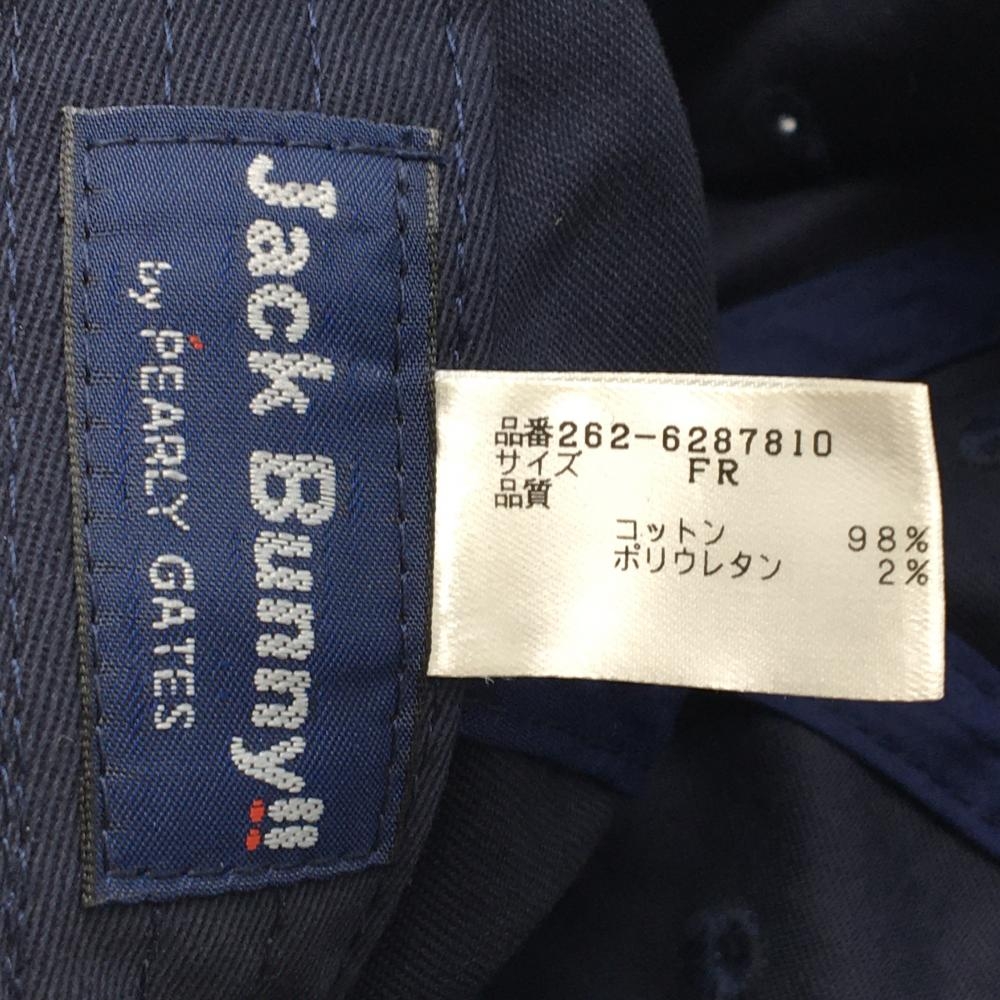 Jack Bunny!!
by PEARLY GATES
品番262-6287810
サイズ FR
品質
コットン 98%
ポリウレタン 2%